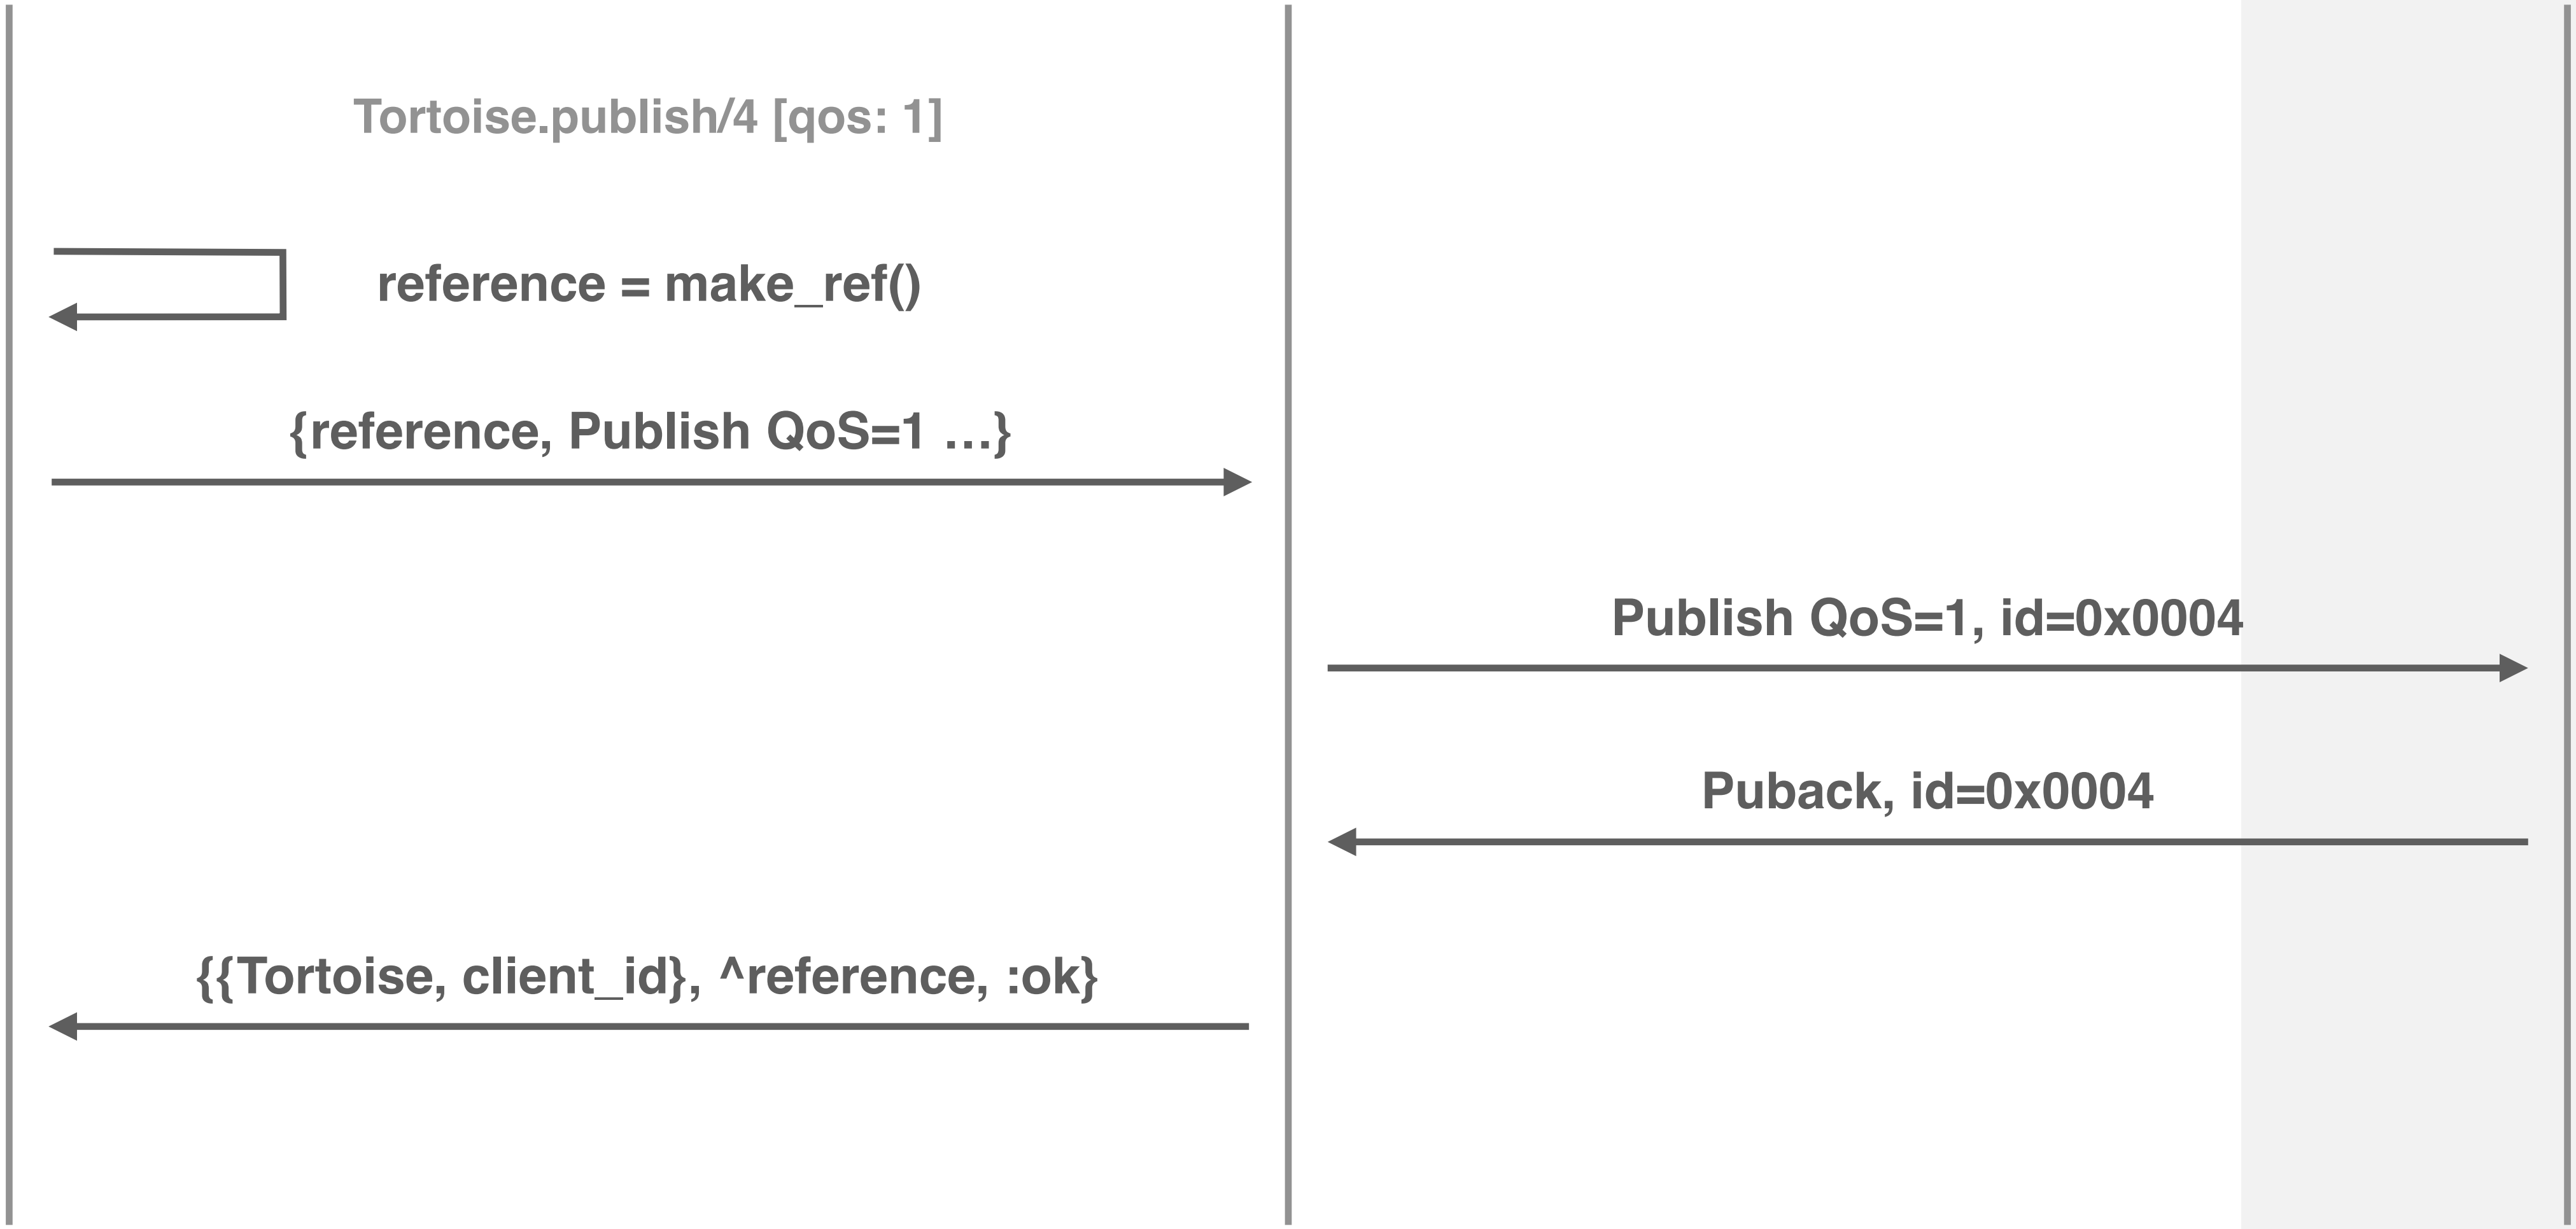 Tortoise.publish/4 [qos: 1]
reference = make_ref()
{reference, Publish QoS=1 …}
Publish QoS=1, id=0x0004
Puback, id=0x0004
{{Tortoise, client_id}, ^reference, :ok}